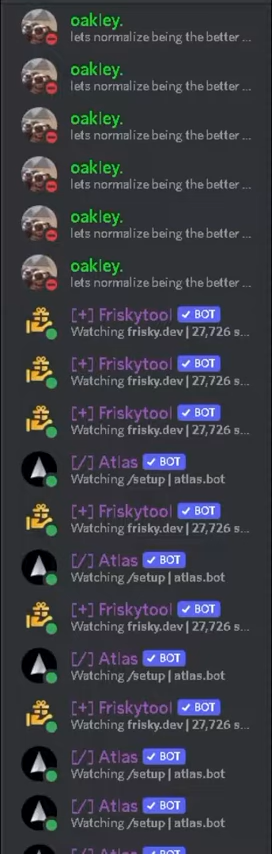 oakley.
lets normalize being the better ...
oakley.
lets normalize being the better ...
oakley.
lets normalize being the better ...
oakley.
lets normalize being the better ...
oakley.
lets normalize being the better ...
oakley.
lets normalize being the better ...
[+] Friskytool ✓ BOT
Watching frisky.dev | 27,726 s...
[+] Friskytool ✓ BOT
Watching frisky.dev | 27,726 s...
[+] Friskytool ✓ BOT
Watching frisky.dev | 27,726 s...
[/] Atlas ✓ BOT
Watching /setup | atlas.bot
[+] Friskytool ✓ BOT
Watching frisky.dev | 27,726 s...
[/] Atlas ✓ BOT
Watching /setup | atlas.bot
[+] Friskytool ✓ BOT
Watching frisky.dev | 27,726 s...
[/] Atlas ✓ BOT
Watching /setup | atlas.bot
[+] Friskytool ✓ BOT
Watching frisky.dev | 27,726 s...
[/] Atlas ✓ BOT
Watching /setup | atlas.bot
[/] Atlas ✓ BOT
Watching /setup | atlas.bot